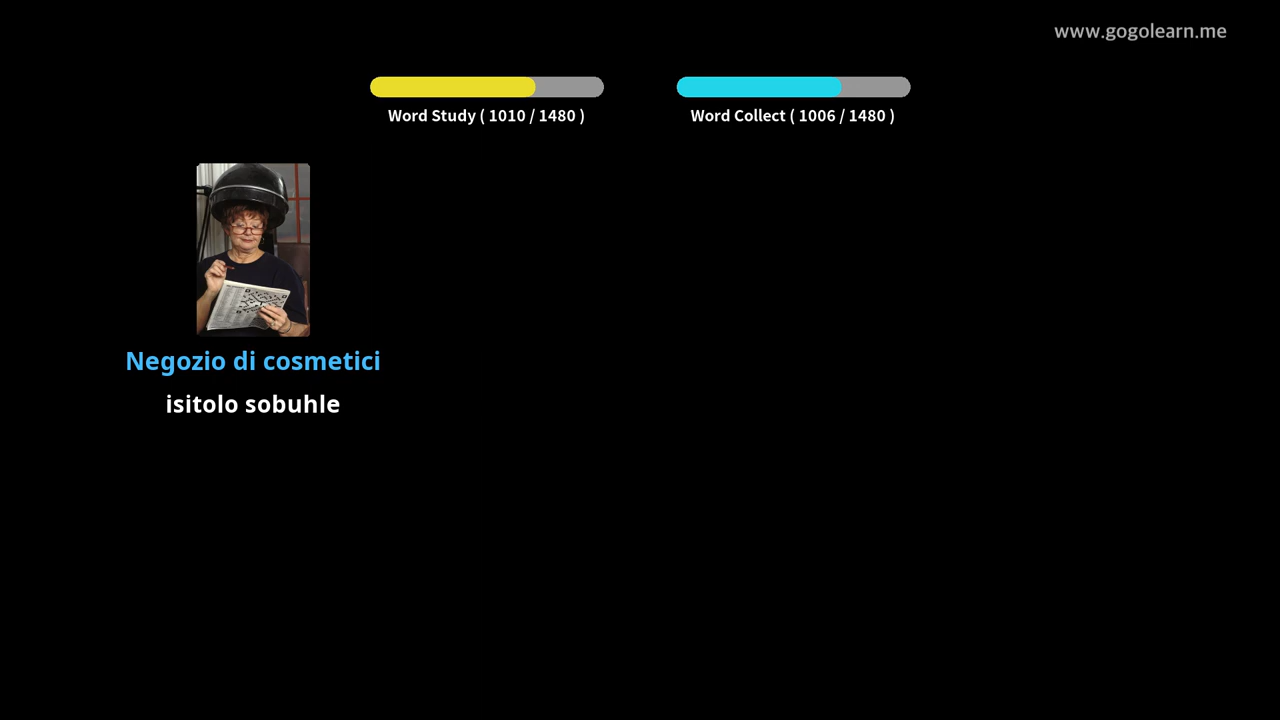 www.gogolearn.me
Word Study ( 1010 / 1480 )
Word Collect ( 1006 / 1480 )
Negozio di cosmetici
isitolo sobuhle